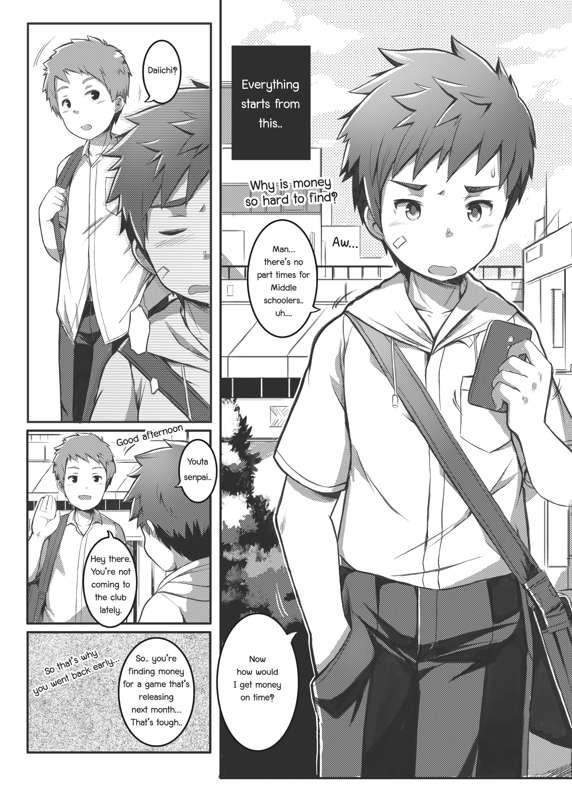 Everything
starts from
this..
Why is money
so hard to find?
Aw...
Man...
there's no
part times for
Middle
schoolers..
uh....
Now
how would
I get money
on time?
Daiichi?
Good afternoon
Youta
senpai..
Hey there.
You're not
coming to
the club
lately.
So.. you're
finding money
for a game that's
releasing
next month...
That's tough..
So that's why
you went back early...